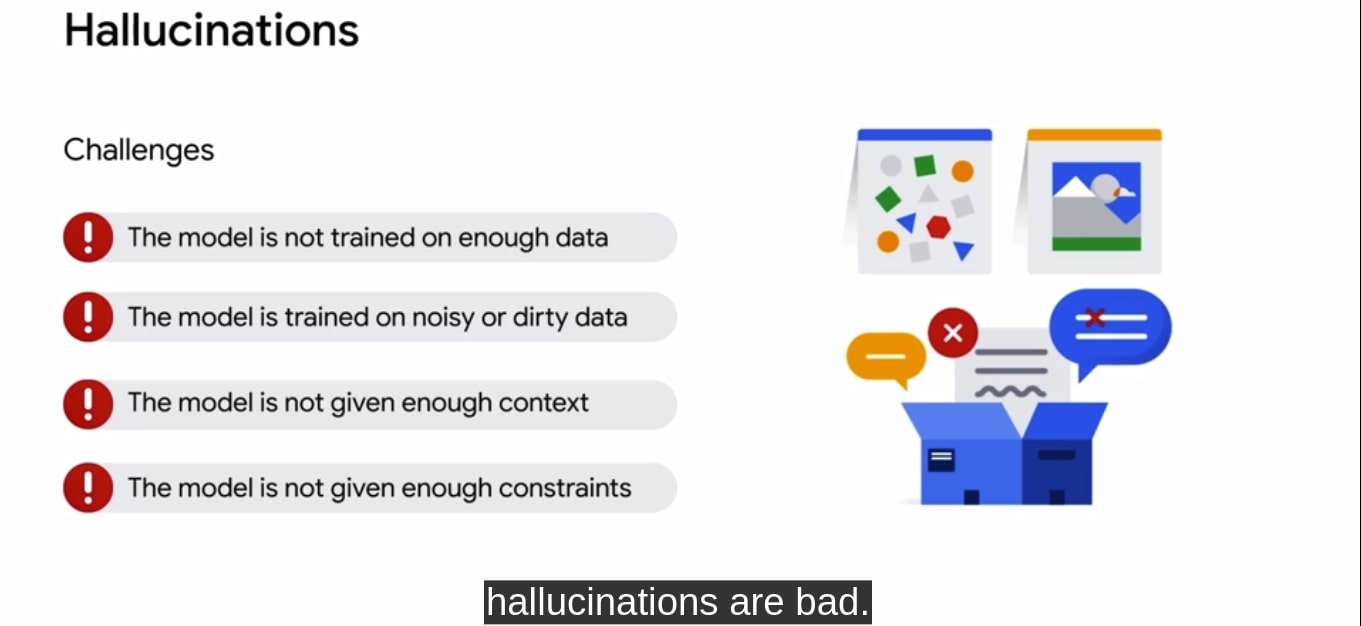 Hallucinations
Challenges
The model is not trained on enough data
The model is trained on noisy or dirty data
The model is not given enough context
The model is not given enough constraints
hallucinations are bad.